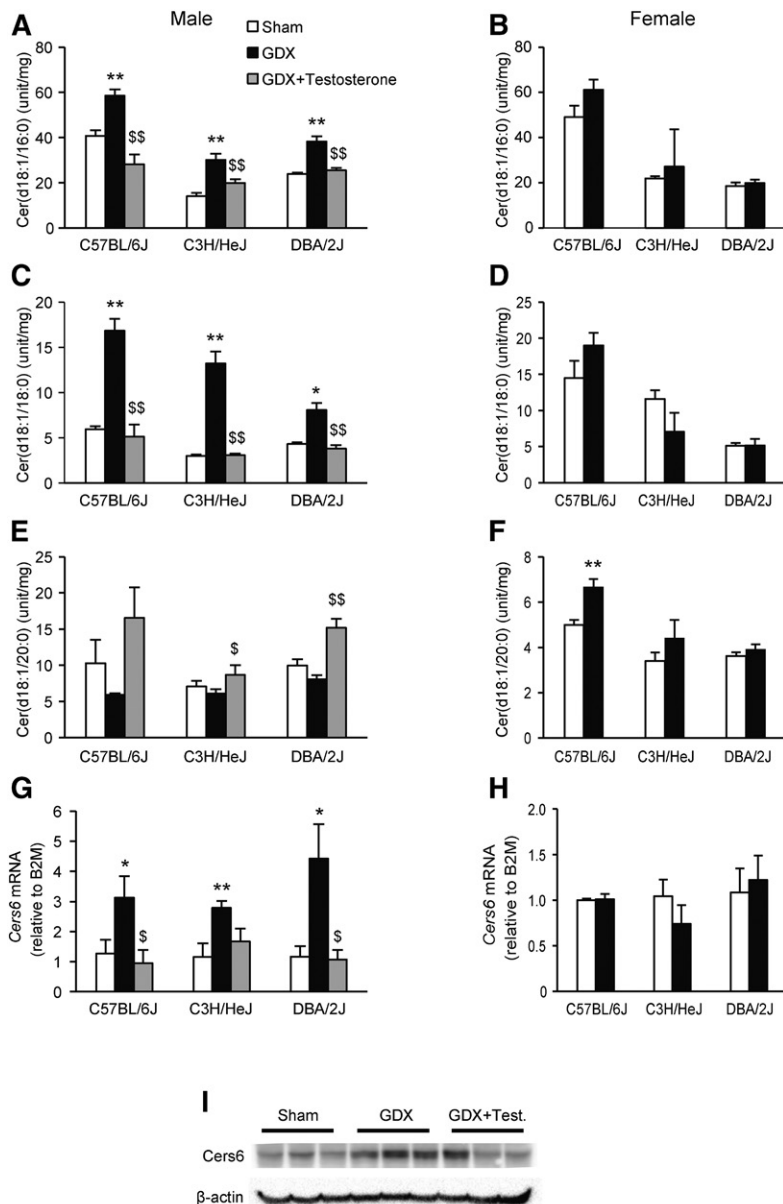 Male
Female
A
B
Sham
GDX
GDX+Testosterone
Cer(d18:1/16:0) (unit/mg)
80
60
40
20
0
**
$$
**
$$
**
$$
C57BL/6J C3H/HeJ DBA/2J
Cer(d18:1/16:0) (unit/mg)
80
60
40
20
0
C57BL/6J C3H/HeJ DBA/2J
C
D
Cer(d18:1/18:0) (unit/mg)
20
15
10
5
0
**
$$
**
$$
*
$$
C57BL/6J C3H/HeJ DBA/2J
Cer(d18:1/18:0) (unit/mg)
25
20
15
10
5
0
C57BL/6J C3H/HeJ DBA/2J
E
F
Cer(d18:1/20:0) (unit/mg)
25
20
15
10
5
0
$
$$
C57BL/6J C3H/HeJ DBA/2J
Cer(d18:1/20:0) (unit/mg)
8
6
4
2
0
**
C57BL/6J C3H/HeJ DBA/2J
G
H
Cers6 mRNA
(relative to B2M)
6
5
4
3
2
1
0
*
$
**
*
$
C57BL/6J C3H/HeJ DBA/2J
Cers6 mRNA
(relative to B2M)
2.0
1.5
1.0
0.5
0
C57BL/6J C3H/HeJ DBA/2J
I
Sham GDX GDX+Test.
Cers6
β-actin